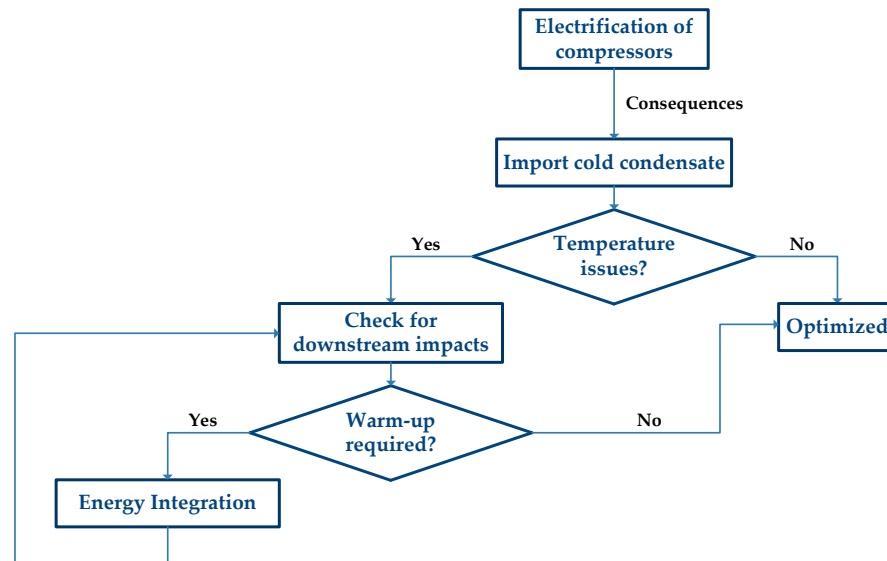 Electrification of
compressors
Consequences
Import cold condensate
Yes
Temperature
issues?
No
Check for
downstream impacts
Optimized
Yes
Warm-up
required?
No
Energy Integration